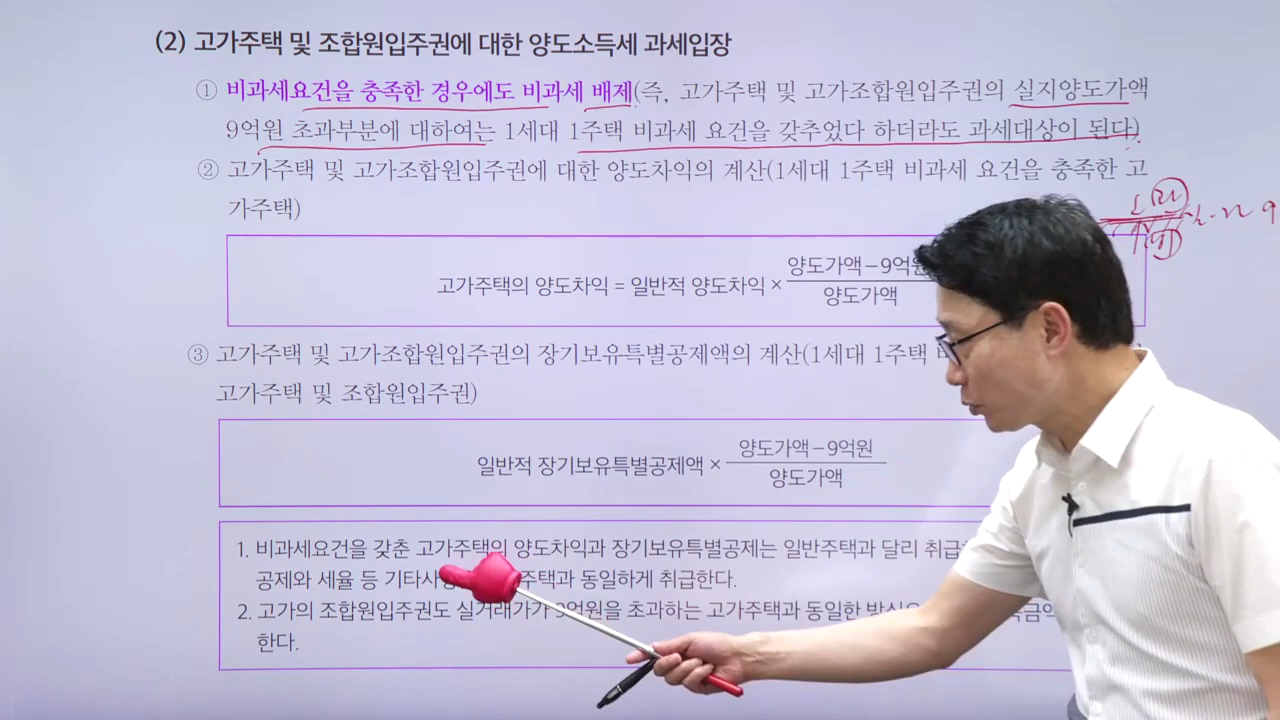 (2) 고가주택 및 조합원입주권에 대한 양도소득세 과세입장
① 비과세요건을 충족한 경우에도 비과세 배제(즉, 고가주택 및 고가조합원입주권의 실지양도가액
9억원 초과부분에 대하여는 1세대 1주택 비과세 요건을 갖추었다 하더라도 과세대상이 된다)
② 고가주택 및 고가조합원입주권에 대한 양도차익의 계산(1세대 1주택 비과세 요건을 충족한 고
가주택)
고가주택의 양도차익 = 일반적 양도차익 ×
양도가액-9억원
양도가액
③ 고가주택 및 고가조합원입주권의 장기보유특별공제액의 계산(1세대 1주택
고가주택 및 조합원입주권)
일반적 장기보유특별공제액 ×
양도가액-9억원
양도가액
1. 비과세요건을 갖춘 고가주택의 양도차익과 장기보유특별공제는 일반주택과 달리
공제와 세율 등 주택과 동일하게 취급한다.
2. 고가의 조합원입주권도 실거래가가 9억원을 초과하는 고가주택과 동일한
한다.